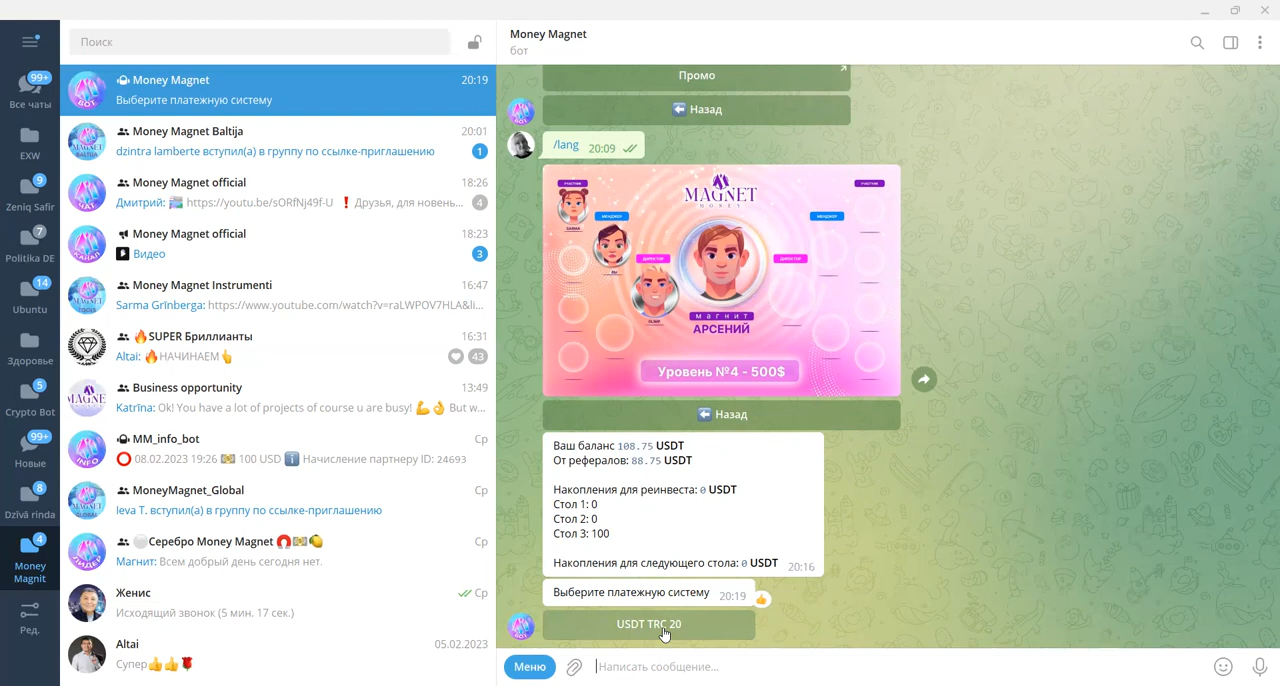 Поиск
99+
Все чаты
EXW
9
Zeniq Safir
7
Politika DE
14
Ubuntu
Здоровье
5
Crypto Bot
99+
Новые
8
Dzīvā rinda
4
Money
Magnit
Ред.
Money Magnet 20:19
Выберите платежную систему
Money Magnet Baltija 20:01
dzintra lamberte вступил(а) в группу по ссылке-приглашению 1
Money Magnet official 18:26
Дмитрий: https://youtu.be/sORfNj49f-U ❗ Друзья, для новень... 4
Money Magnet official 18:23
Видео 3
Money Magnet Instrumenti 16:47
Sarma Grīnberga: https://www.youtube.com/watch?v=raLWPOV7HLA&li...
🔥SUPER Бриллианты 16:31
Altai: 🔥НАЧИНАЕМ👆 43
Business opportunity 13:49
Katrīna: Ok! You have a lot of projects of course u are busy! 💪👌 But w...
MM_info_bot Ср
⭕ 08.02.2023 19:26 💵 100 USD ℹ️ Начисление партнеру ID: 24693
MoneyMagnet_Global Ср
Ieva T. вступил(а) в группу по ссылке-приглашению
⚪Серебро Money Magnet 🧲💵💰 Ср
Магнит: Всем добрый день сегодня нет.
Женис Ср
Исходящий звонок (5 мин. 17 сек.)
Altai 05.02.2023
Супер👍👍🌹
Money Magnet
бот
Промо
⬅️ Назад
/lang 20:09
MAGNET
MONEY
УЧАСТНИК
УЧАСТНИК
МЕНЕДЖЕР
МЕНЕДЖЕР
SARMA
ДИРЕКТОР
ДИРЕКТОР
МАГНИТ
АРСЕНИЙ
Уровень №4 - 500$
⬅️ Назад
Ваш баланс 108.75 USDT
От рефералов: 88.75 USDT
Накопления для реинвеста: 0 USDT
Стол 1: 0
Стол 2: 0
Стол 3: 100
Накопления для следующего стола: 0 USDT 20:16
Выберите платежную систему 20:19
USDT TRC 20
Меню
Написать сообщение...